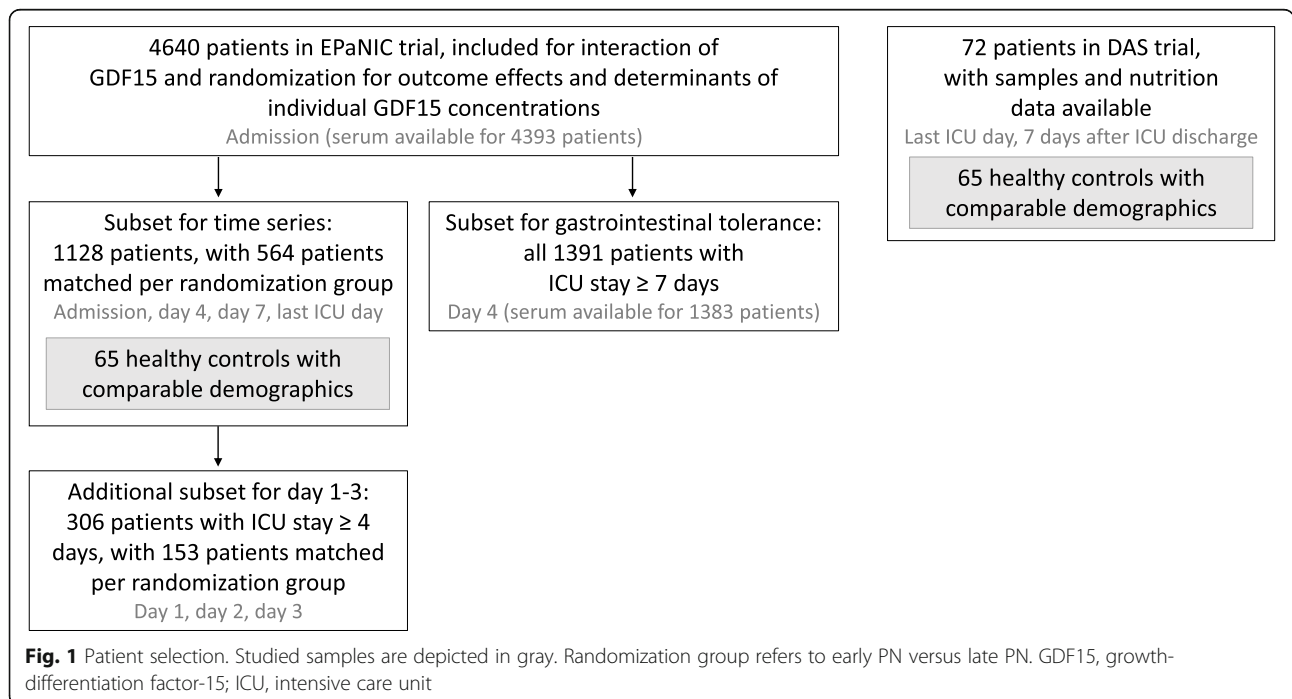 4640 patients in EPaNIC trial, included for interaction of
GDF15 and randomization for outcome effects and determinants of
individual GDF15 concentrations
Admission (serum available for 4393 patients)
72 patients in DAS trial,
with samples and nutrition
data available
Last ICU day, 7 days after ICU discharge
65 healthy controls with
comparable demographics
Subset for time series:
1128 patients, with 564 patients
matched per randomization group
Admission, day 4, day 7, last ICU day
65 healthy controls with
comparable demographics
Subset for gastrointestinal tolerance:
all 1391 patients with
ICU stay ≥ 7 days
Day 4 (serum available for 1383 patients)
Additional subset for day 1-3:
306 patients with ICU stay ≥ 4
days, with 153 patients matched
per randomization group
Day 1, day 2, day 3
Fig. 1 Patient selection. Studied samples are depicted in gray. Randomization group refers to early PN versus late PN. GDF15, growth-
differentiation factor-15; ICU, intensive care unit